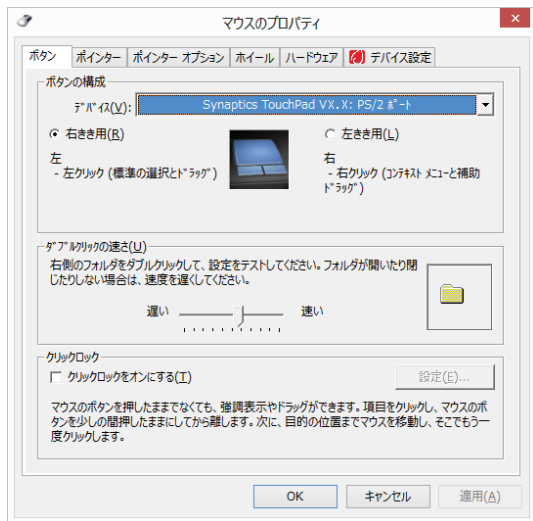 マウスのプロパティ
ボタン ポインター ポインター オプション ホイール ハードウェア デバイス設定
ボタンの構成
ﾃﾞﾊﾞｲｽ(V): Synaptics TouchPad VX.X: PS/2 ﾎﾟｰﾄ
右きき用(R) 左きき用(L)
左 右
- 左クリック (標準の選択とﾄﾞﾗｯｸﾞ) - 右クリック (ｺﾝﾃｷｽﾄ ﾒﾆｭｰと補助
ﾄﾞﾗｯｸﾞ)
ﾀﾞﾌﾞﾙｸﾘｯｸの速さ(U)
右側のフォルダをダブルクリックして、設定をテストしてください。フォルダが開いたり閉
じたりしない場合は、速度を遅くしてください。
遅い 速い
クリックロック
クリックロックをオンにする(T) 設定(E)...
マウスのボタンを押したままでなくても、強調表示やドラッグができます。項目をクリックし、マウスのボ
タンを少しの間押したままにしてから離します。次に、目的の位置までマウスを移動し、そこでもう一
度クリックします。
OK キャンセル 適用(A)